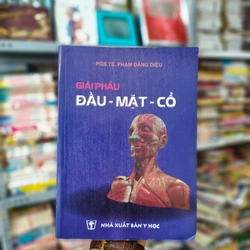 PGS.TS. PHẠM ĐĂNG DIỆU
GIẢI PHẪU
ĐẦU - MẶT - CỔ
NHÀ XUẤT BẢN Y HỌC